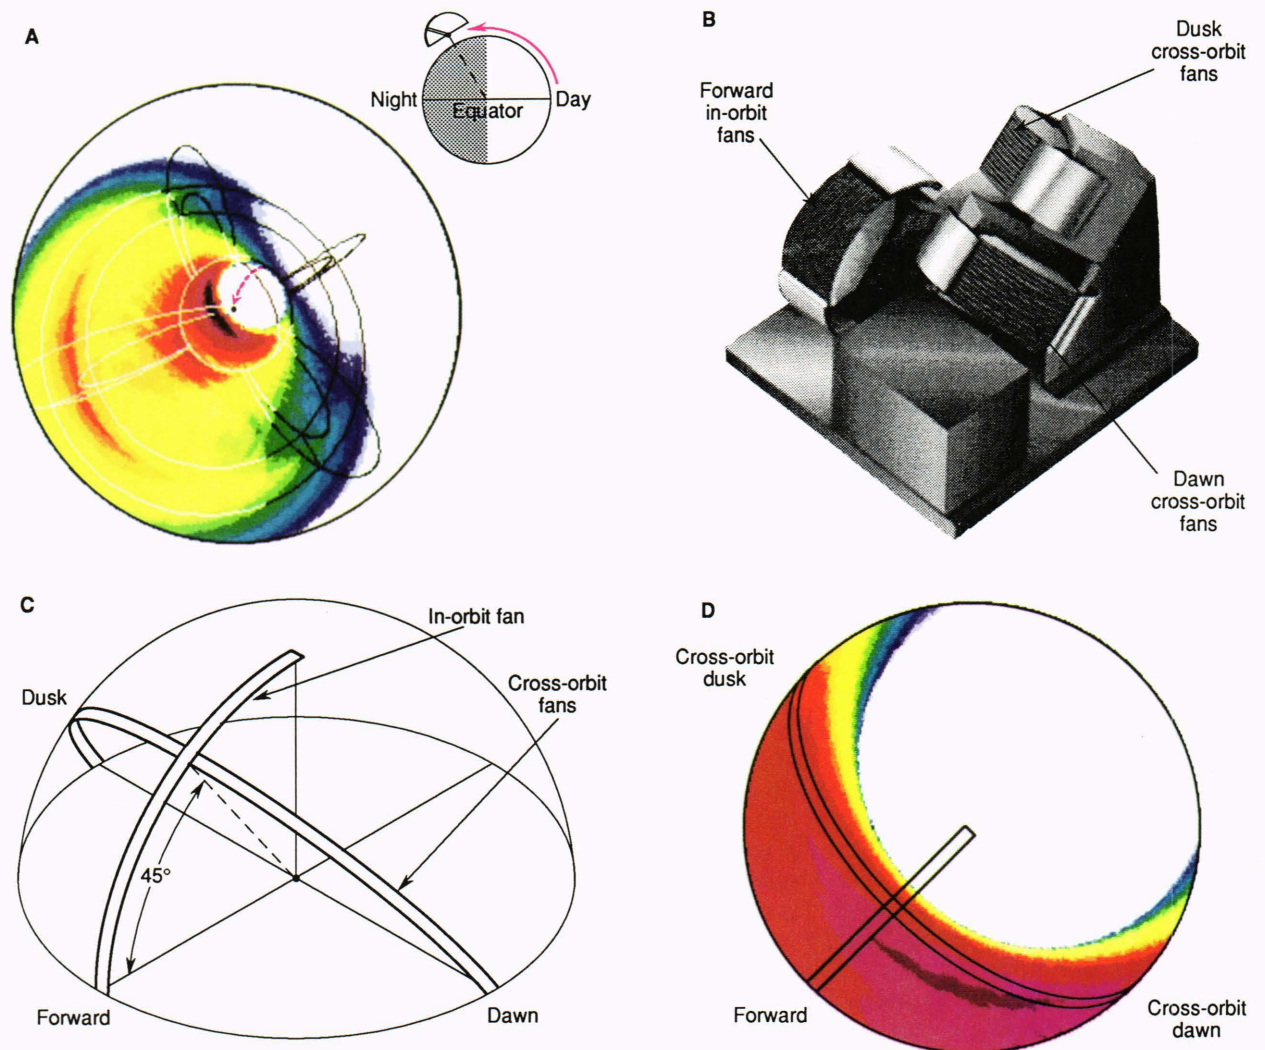 A
Night
Equator
Day
B
Dusk
cross-orbit
fans
Forward
in-orbit
fans
Dawn
cross-orbit
fans
C
In-orbit fan
Cross-orbit
fans
Dusk
45°
Forward
Dawn
D
Cross-orbit
dusk
Forward
Cross-orbit
dawn